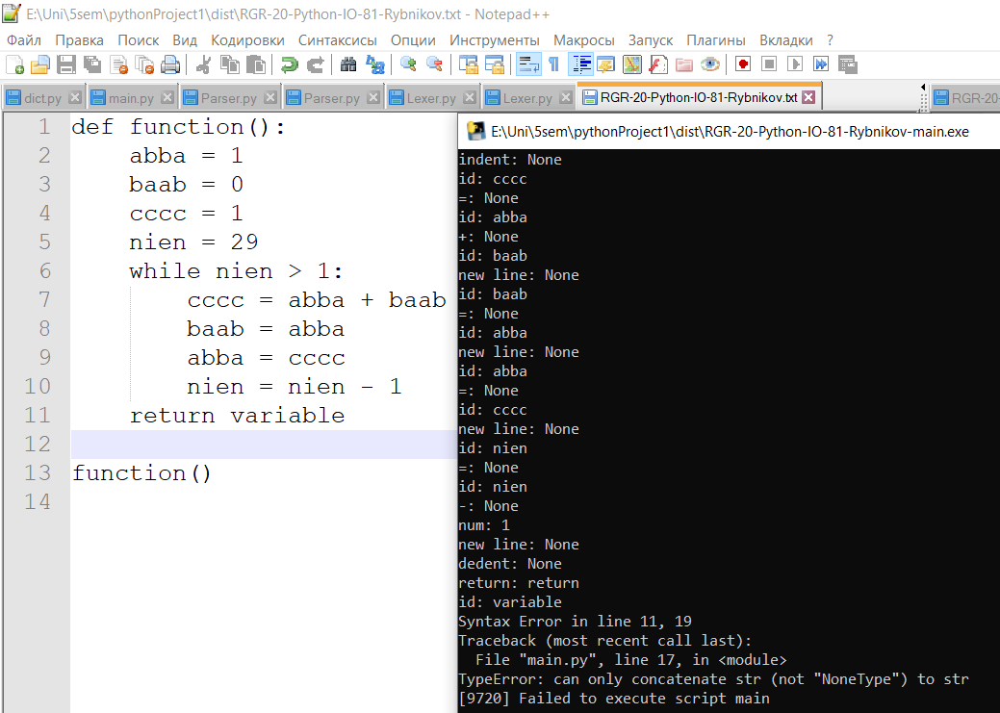 E:\Uni\5sem\pythonProject1\dist\RGR-20-Python-IO-81-Rybnikov.txt - Notepad++
Файл Правка Поиск Вид Кодировки Синтаксисы Опции Инструменты Макросы Запуск Плагины Вкладки ?
dict.py main.py Parser.py Parser.py Lexer.py Lexer.py RGR-20-Python-IO-81-Rybnikov.txt RGR-20
1 def function():
2 abba = 1
3 baab = 0
4 cccc = 1
5 nien = 29
6 while nien > 1:
7 cccc = abba + baab
8 baab = abba
9 abba = cccc
10 nien = nien - 1
11 return variable
12
13 function()
14
E:\Uni\5sem\pythonProject1\dist\RGR-20-Python-IO-81-Rybnikov-main.exe
indent: None
id: cccc
=: None
id: abba
+: None
id: baab
new line: None
id: baab
=: None
id: abba
new line: None
id: abba
=: None
id: cccc
new line: None
id: nien
=: None
id: nien
-: None
num: 1
new line: None
dedent: None
return: return
id: variable
Syntax Error in line 11, 19
Traceback (most recent call last):
File "main.py", line 17, in <module>
TypeError: can only concatenate str (not "NoneType") to str
[9720] Failed to execute script main